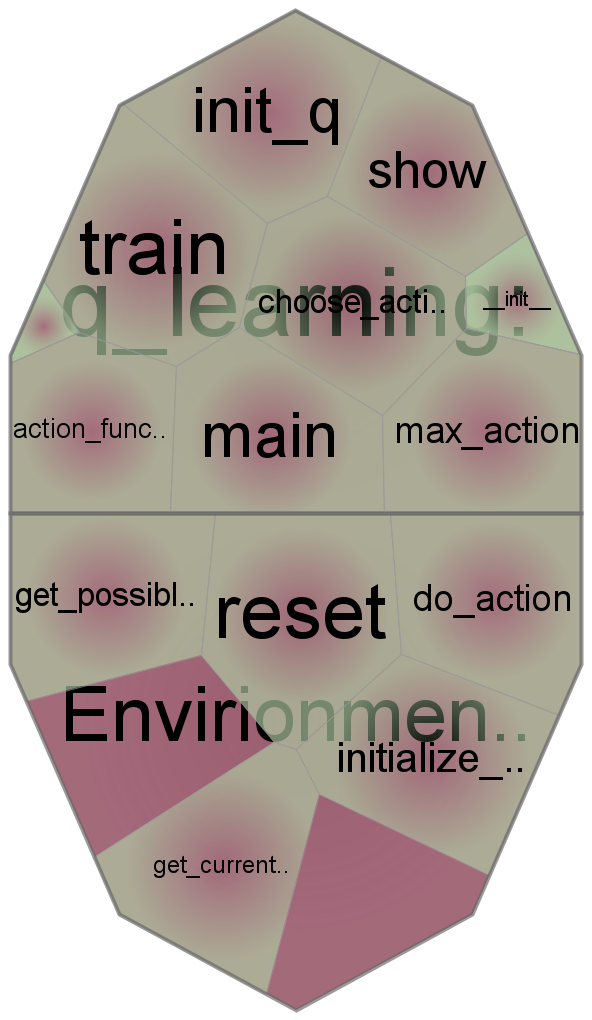 init_q
show
train
q_learning:
choose_acti..
__init__
action_func..
main
max_action
get_possibl..
reset
do_action
Envirionmen..
initialize_..
get_current..